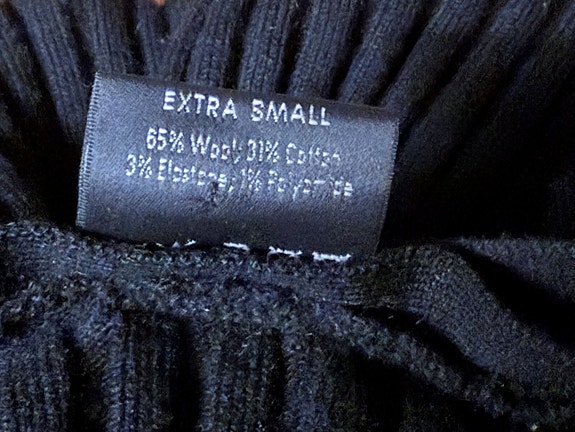 EXTRA SMALL
65% Wool; 31% Cotton
3% Elastane; 1% Polyamide